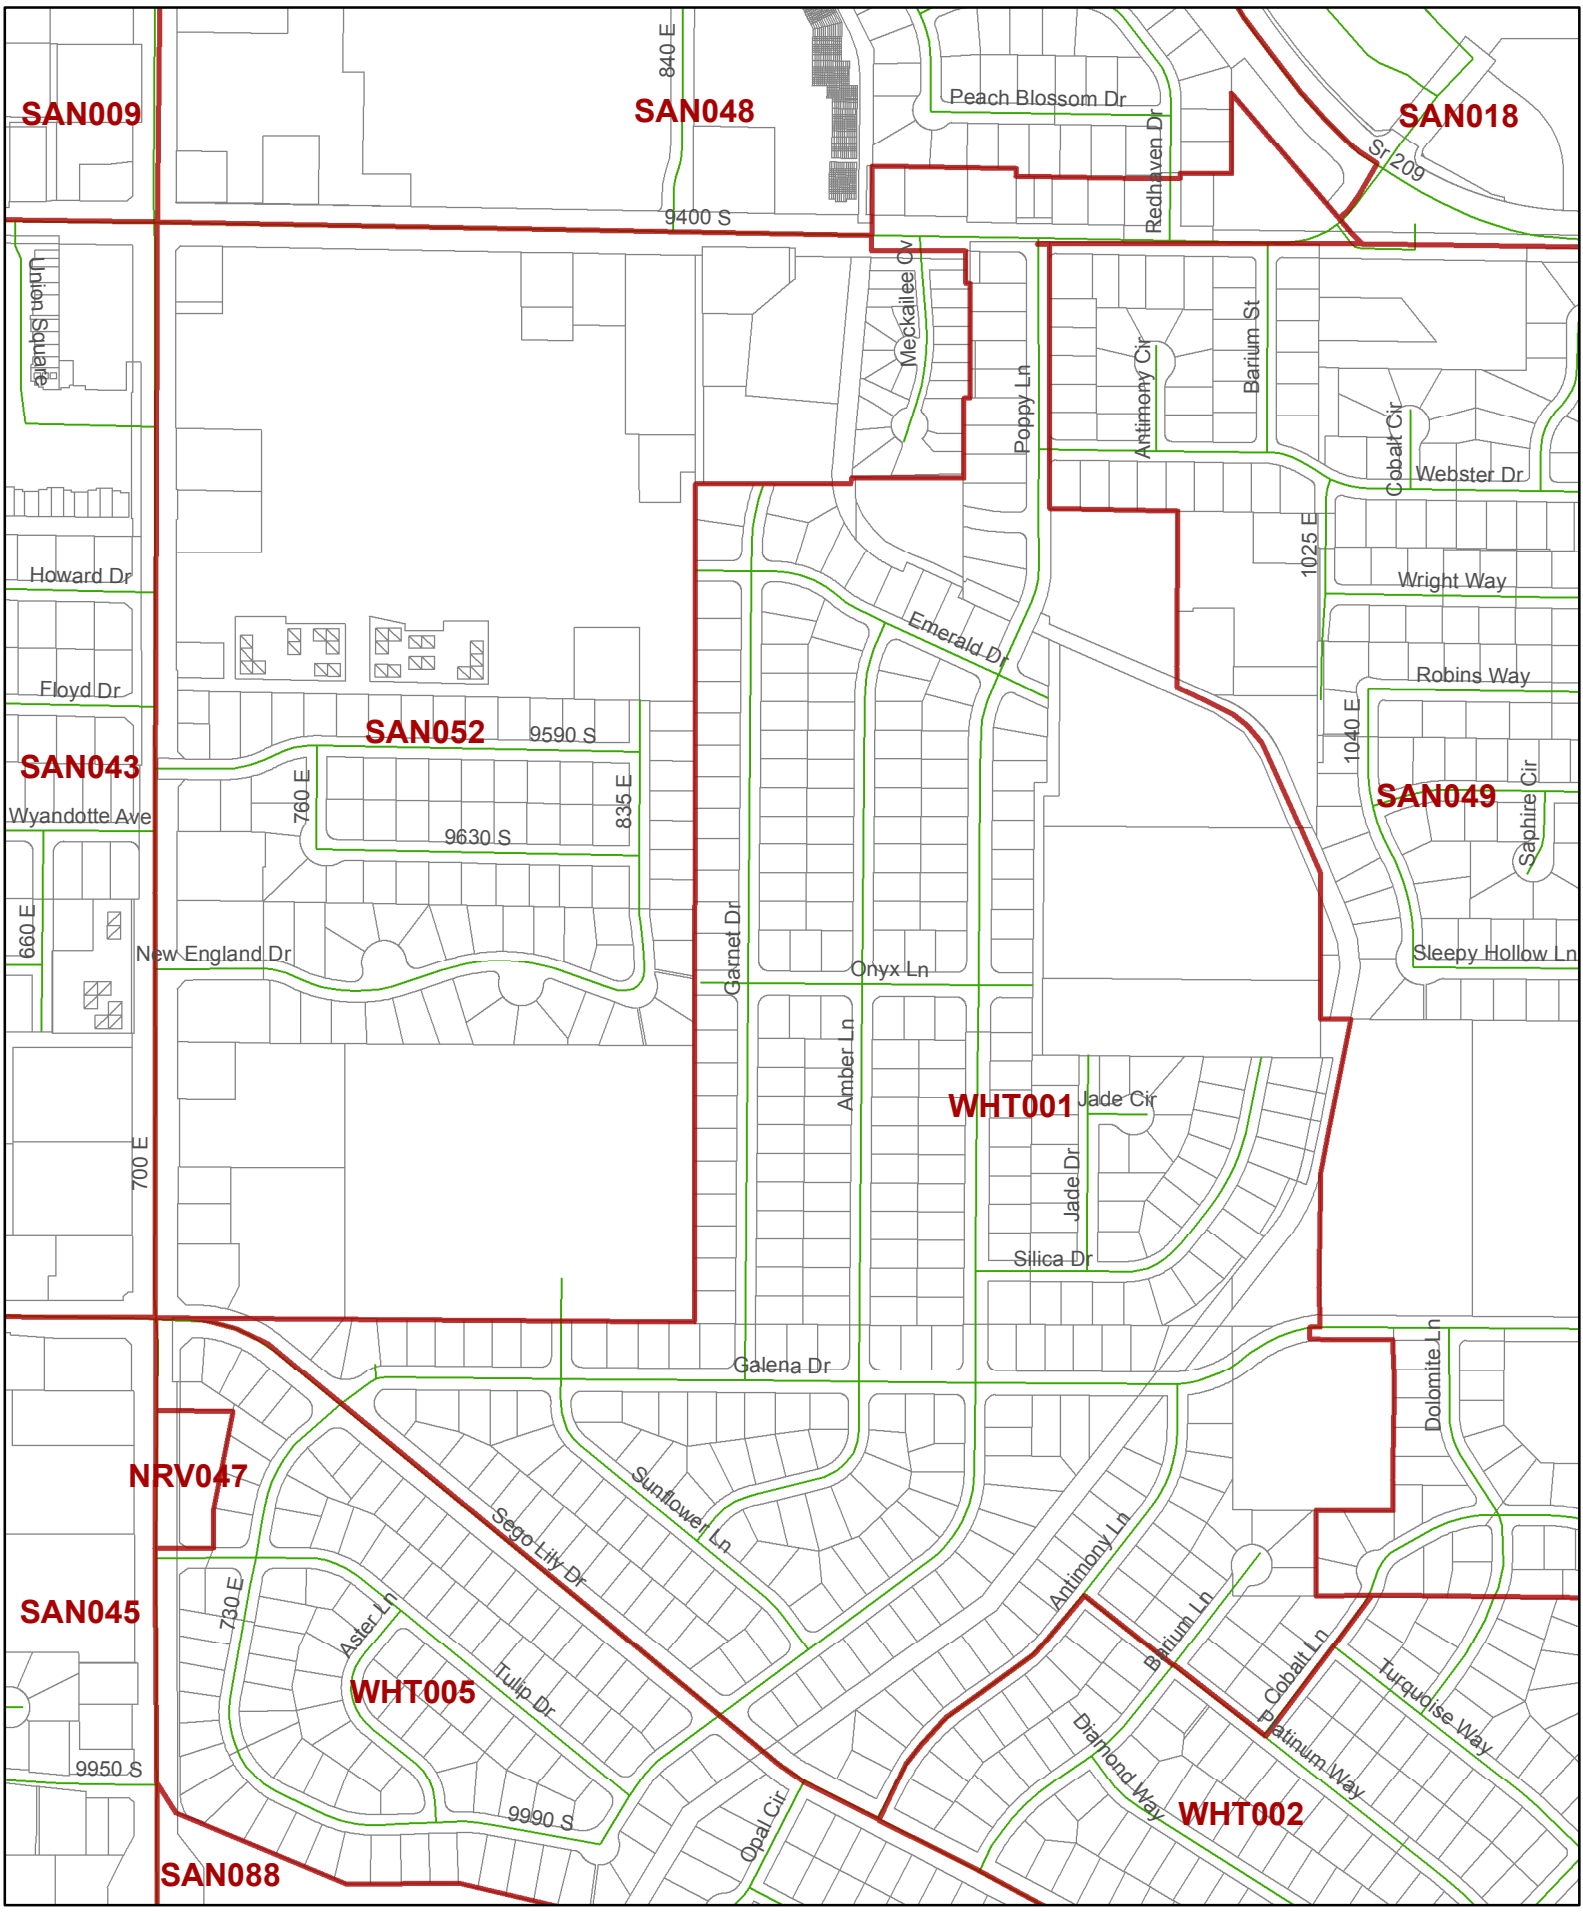 840 E
Peach Blossom Dr
SAN009
SAN048
SAN018
Sr 209
Redhaven Dr
9400 S
Union Square
Meckailee Cv
Poppy Ln
Antimony Cir
Barium St
Cobalt Cir
Webster Dr
1025 E
Howard Dr
Wright Way
Emerald Dr
Floyd Dr
Robins Way
SAN052
9590 S
1040 E
SAN043
760 E
835 E
SAN049
Saphire Cir
Wyandotte Ave
9630 S
660 E
New England Dr
Garnet Dr
Onyx Ln
Sleepy Hollow Ln
Amber Ln
WHT001
Jade Cir
700 E
Jade Dr
Silica Dr
Galena Dr
Dolomite Ln
NRV047
Sunflower Ln
Sego Lily Dr
Antimony Ln
SAN045
730 E
Aster Ln
Barium Ln
Cobalt Ln
Tulip Dr
WHT005
Turquoise Way
Platinum Way
Diamond Way
9950 S
9990 S
Opal Cir
WHT002
SAN088